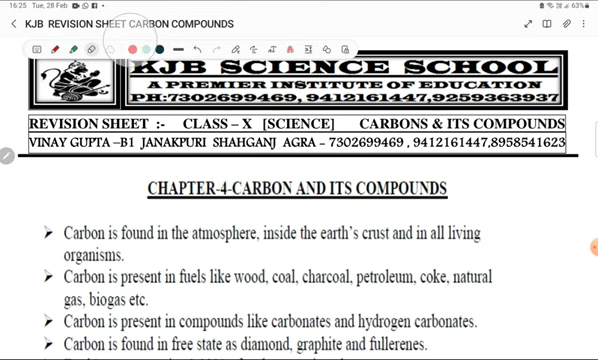 16:25 Tue, 28 Feb
63%
KJB REVISION SHEET CARBON COMPOUNDS
KJB SCIENCE SCHOOL
A PREMIER INSTITUTE OF EDUCATION
PH:7302699469, 9412161447,9259363937
REVISION SHEET :- CLASS – X [SCIENCE] CARBONS & ITS COMPOUNDS
VINAY GUPTA –B1 JANAKPURI SHAHGANJ AGRA – 7302699469 , 9412161447,8958541623
CHAPTER-4-CARBON AND ITS COMPOUNDS
➤ Carbon is found in the atmosphere, inside the earth's crust and in all living
organisms.
➤ Carbon is present in fuels like wood, coal, charcoal, petroleum, coke, natural
gas, biogas etc.
➤ Carbon is present in compounds like carbonates and hydrogen carbonates.
➤ Carbon is found in free state as diamond, graphite and fullerenes.